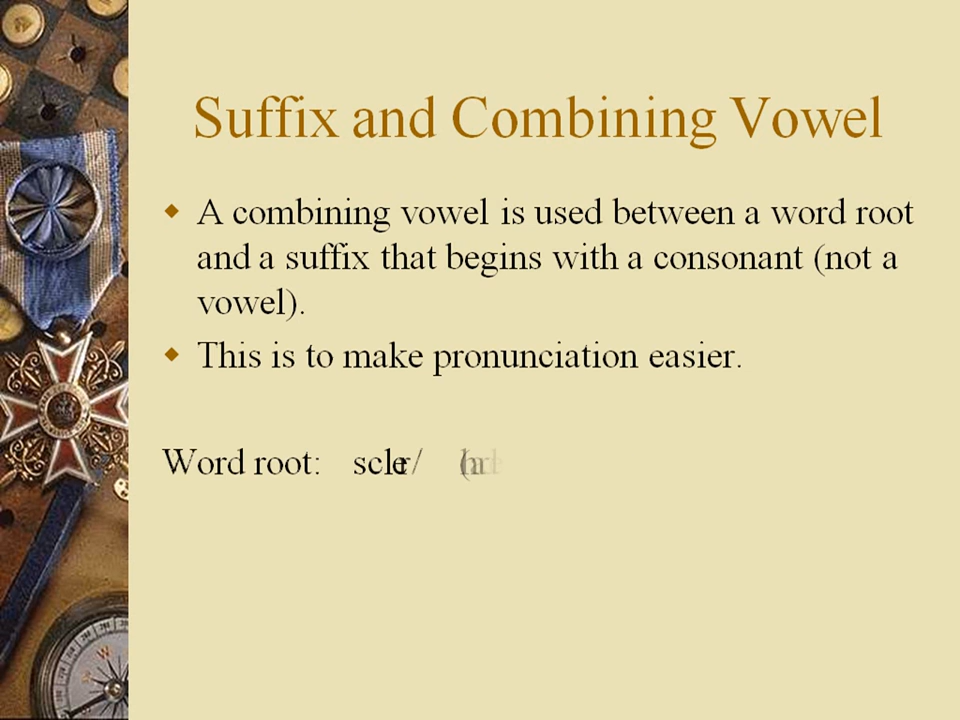 Suffix and Combining Vowel
A combining vowel is used between a word root
and a suffix that begins with a consonant (not a
vowel).
This is to make pronunciation easier.
Word root: scler/